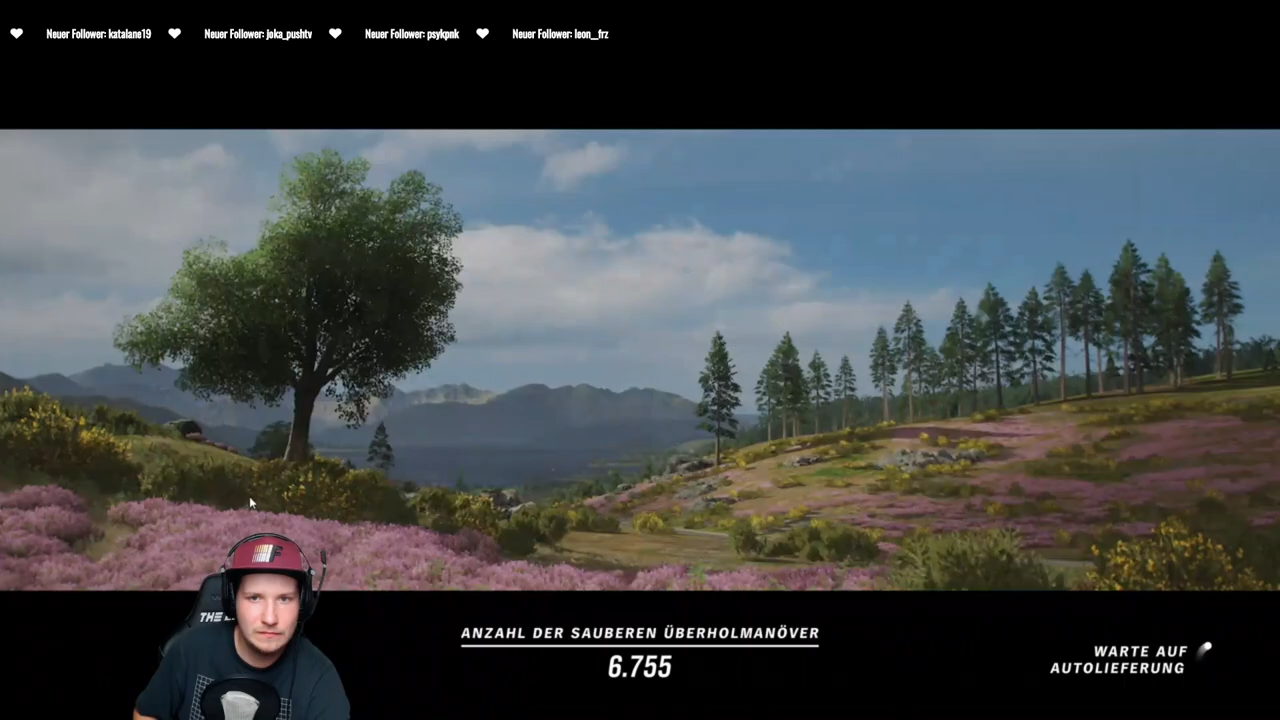 Neuer Follower: katalane19 Neuer Follower: joka_pushtv Neuer Follower: psykpnk Neuer Follower: leon__frz
THE
ANZAHL DER SAUBEREN ÜBERHOLMANÖVER
6.755
WARTE AUF
AUTOLIEFERUNG